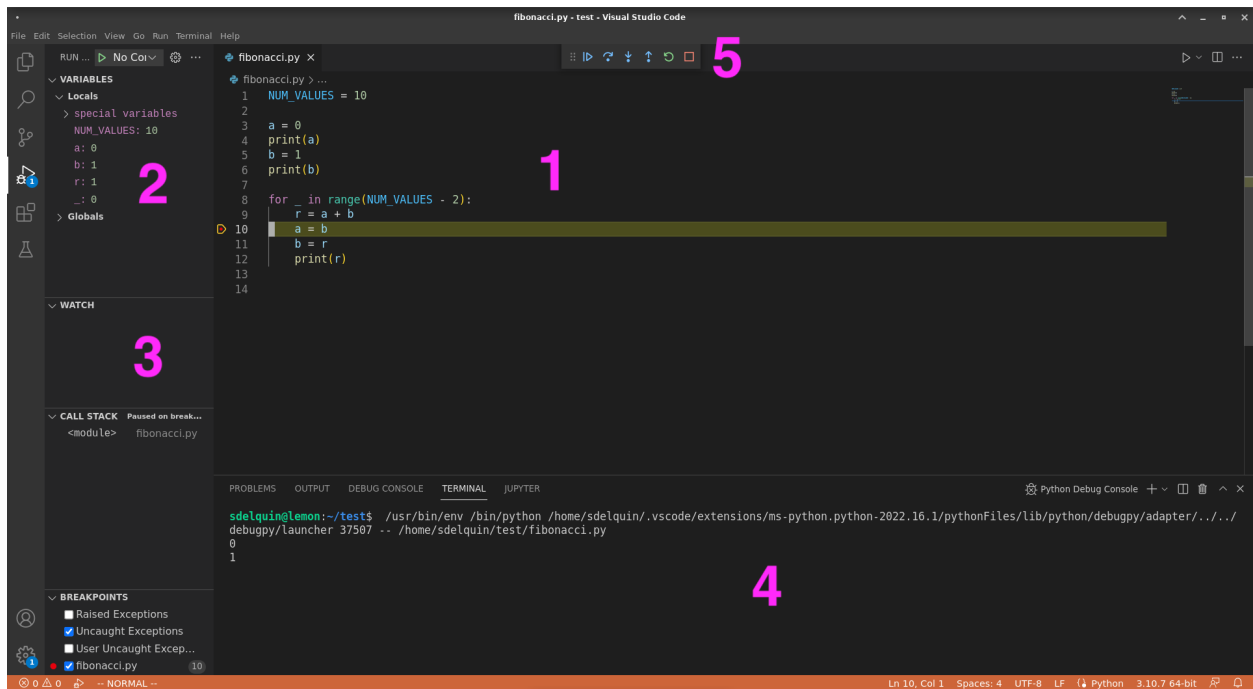 fibonacci.py - test - Visual Studio Code
File Edit Selection View Go Run Terminal Help
5
RUN ... No Co
fibonacci.py
VARIABLES
Locals
special variables
NUM_VALUES: 10
a: 0
b: 1
r: 1
_: 0
Globals
2
WATCH
3
CALL STACK Paused on break...
<module> fibonacci.py
BREAKPOINTS
Raised Exceptions
Uncaught Exceptions
User Uncaught Excep...
fibonacci.py 10
1
1
fibonacci.py > ...
1 NUM_VALUES = 10
2
3 a = 0
4 print(a)
5 b = 1
6 print(b)
7
8 for _ in range(NUM_VALUES - 2):
9 r = a + b
10 a = b
11 b = r
12 print(r)
13
14
1
PROBLEMS OUTPUT DEBUG CONSOLE TERMINAL JUPYTER
Python Debug Console
sdelquin@lemon:~/test$ /usr/bin/env /bin/python /home/sdelquin/.vscode/extensions/ms-python.python-2022.16.1/pythonFiles/lib/python/debugpy/adapter/../../
debugpy/launcher 37507 -- /home/sdelquin/test/fibonacci.py
0
1
4
0 0 -- NORMAL --
Ln 10, Col 1 Spaces: 4 UTF-8 LF Python 3.10.7 64-bit